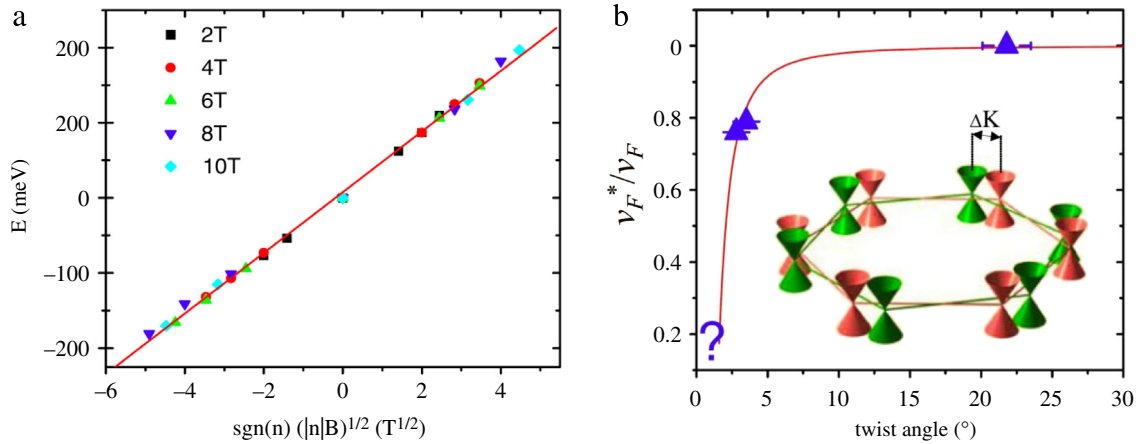 a
200
200
0
−100
−200
E (meV)
2T
4T
6T
8T
10T
−6
−4
−2
0
2
4
sgn(n) (|n|B)^{1/2} (T^{1/2})
b
0
0.8
0.6
0.4
0.2
v_F^*/v_F
ΔK
?
0
5
10
15
20
25
30
twist angle (°)